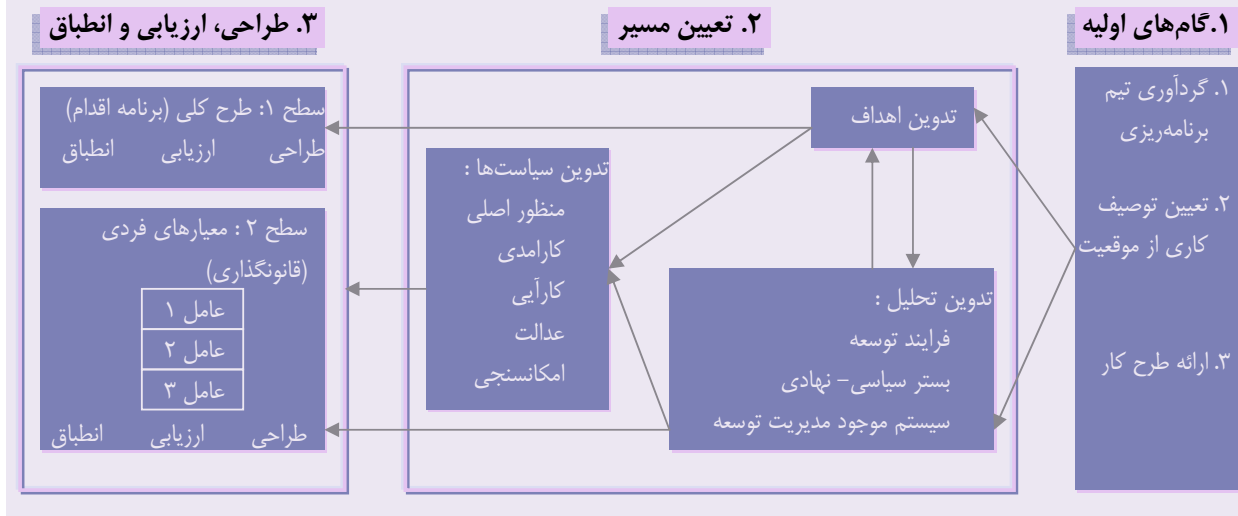 ۱.گام‌های اولیه
۱. گردآوری تیم
برنامه‌ریزی
۲. تعیین توصیف
کاری از موقعیت
۳. ارائه طرح کار
۲. تعیین مسیر
تدوین اهداف
تدوین تحلیل :
فرایند توسعه
بستر سیاسی– نهادی
سیستم موجود مدیریت توسعه
تدوین سیاست‌ها :
منظور اصلی
کارامدی
کارآیی
عدالت
امکانسنجی
۳. طراحی، ارزیابی و انطباق
سطح ۱: طرح کلی (برنامه اقدام)
طراحی ارزیابی انطباق
سطح ۲ : معیارهای فردی
(قانونگذاری)
عامل ۱
عامل ۲
عامل ۳
طراحی ارزیابی انطباق